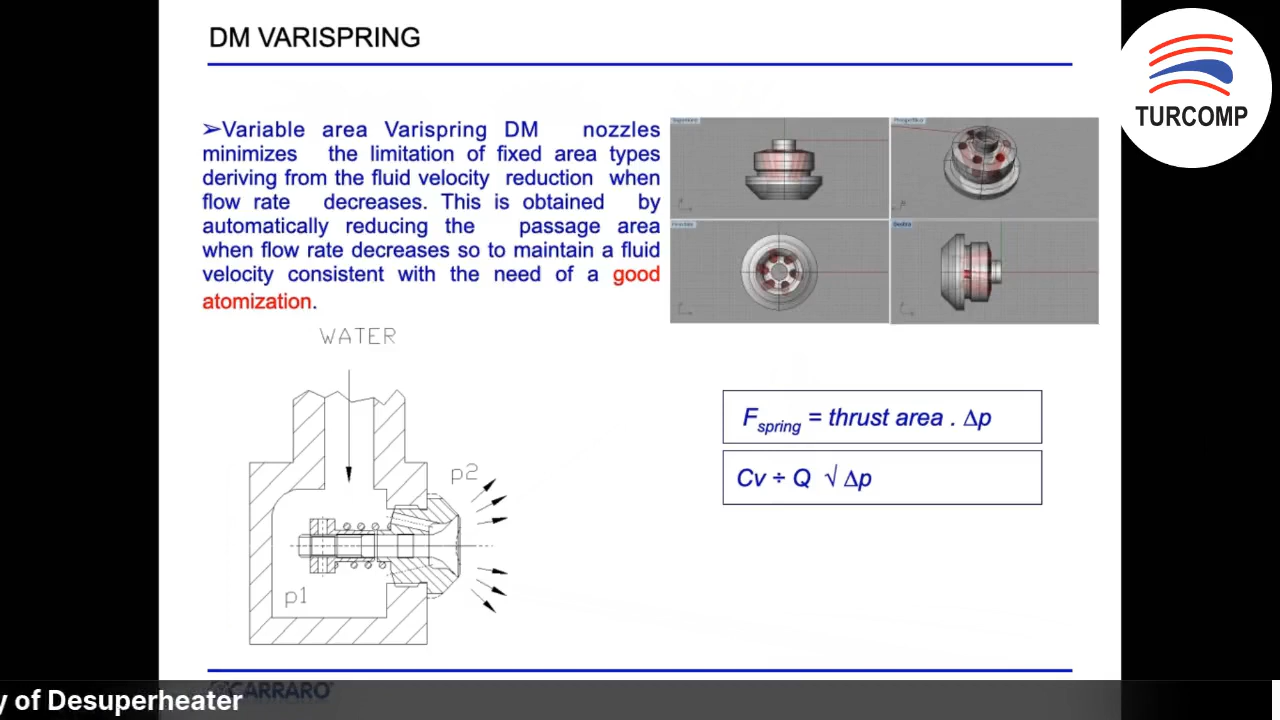 DM VARISPRING
TURCOMP
➢Variable area Varispring DM nozzles
minimizes the limitation of fixed area types
deriving from the fluid velocity reduction when
flow rate decreases. This is obtained by
automatically reducing the passage area
when flow rate decreases so to maintain a fluid
velocity consistent with the need of a good
atomization.
WATER
p2
p1
F spring = thrust area . Δp
Cv ÷ Q √ Δp
CARRARO
y of Desuperheater